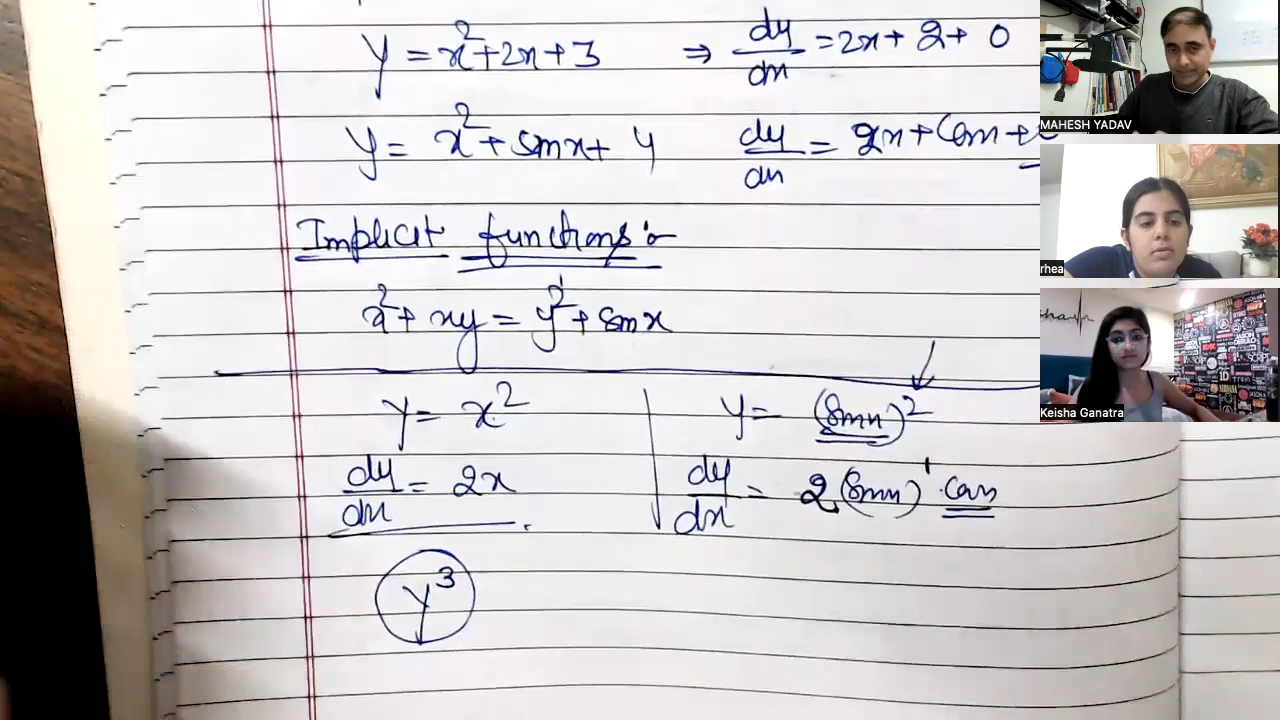 y = x² + 2x + 3 ⇒ dy/dx = 2x + 2 + 0
y = x² + sinx + 4 dy/dx = 2x + Cosx +
Implicit functions :-
x² + xy = y² + sinx
y = x² y = (sinx)²
dy/dx = 2x dy/dx = 2(sinx)¹ . Cosx
y³
MAHESH YADAV
rhea
Keisha Ganatra